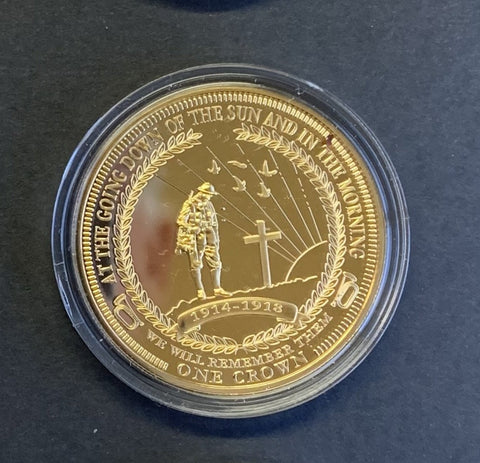 AT THE GOING DOWN OF THE SUN AND IN THE MORNING
1914-1918
WE WILL REMEMBER THEM
ONE CROWN